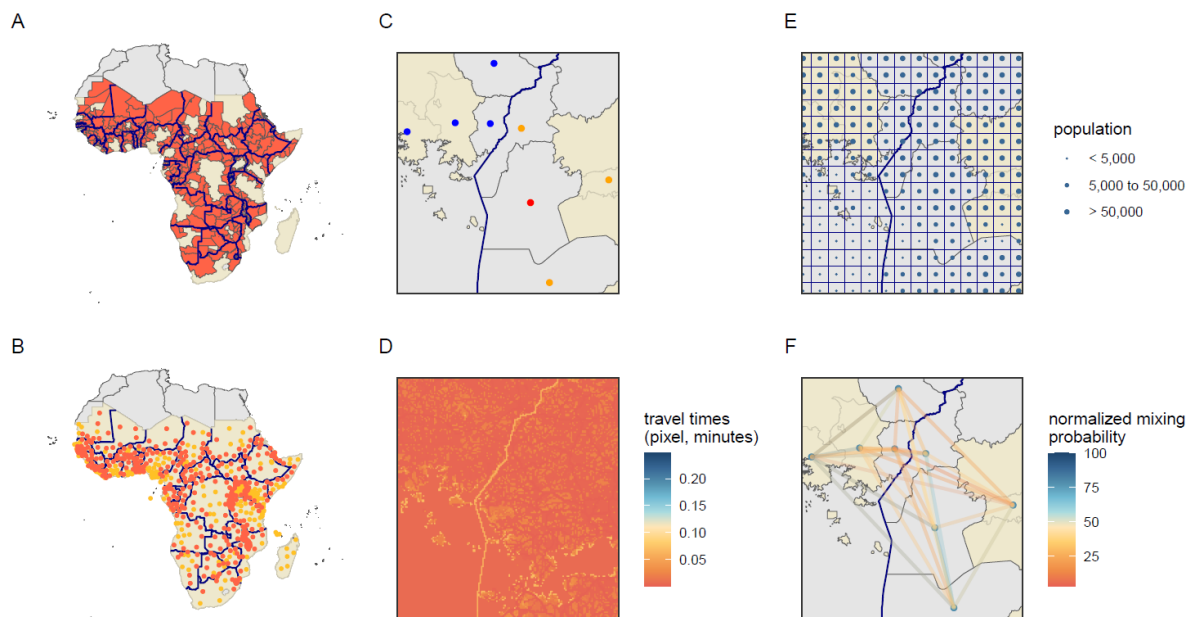 A
C
E
population
< 5,000
5,000 to 50,000
> 50,000
B
D
F
travel times
(pixel, minutes)
0.20
0.15
0.10
0.05
normalized mixing
probability
100
75
50
25